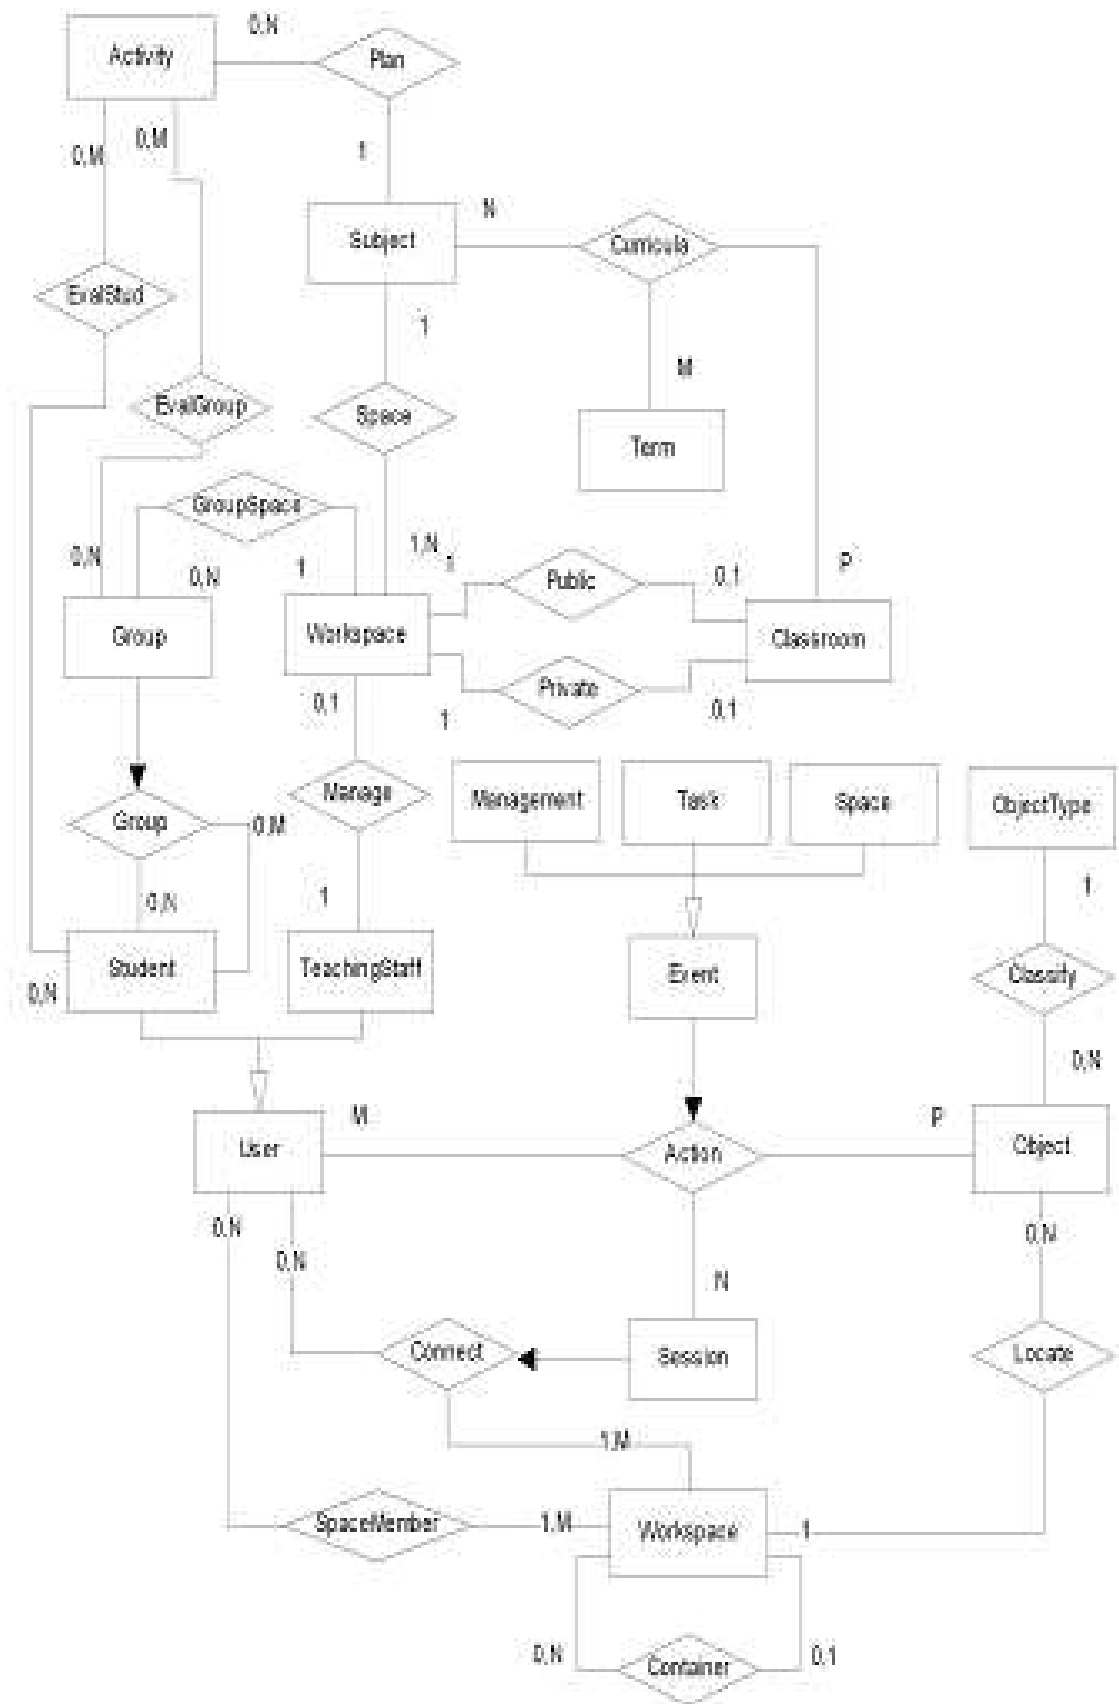 0,N
Activity
Plan
0,M
0,M
1
N
Subject
Curricula
EvalStud
1
M
EvalGroup
Space
Term
GroupSpace
0,N
0,N
1
1,N
1
Public
0,1
P
Group
Workspace
Classroom
0,1
1
Private
0,1
Management
Task
Space
ObjectType
Group
0,M
Manage
1
0,N
1
Student
TeachingStaff
Event
Classify
0,N
0,N
M
P
User
Action
Object
0,N
0,N
0,N
N
Connect
Session
Locate
1,M
SpaceMember
1,M
Workspace
1
0,N
Container
0,1